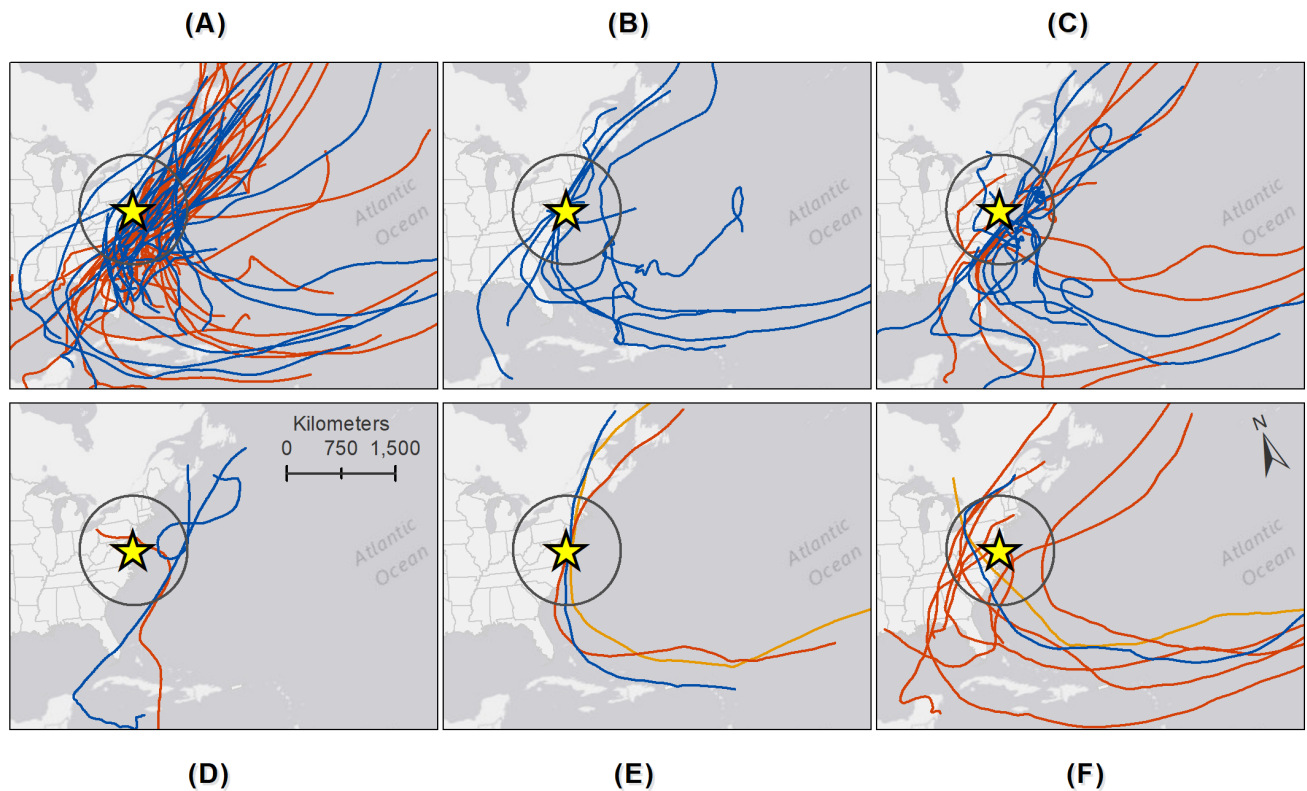 (A)
(B)
(C)
Atlantic
Ocean
Atlantic
Ocean
Atlantic
Ocean
Kilometers
0 750 1,500
Atlantic
Ocean
Atlantic
Ocean
N
Atlantic
Ocean
(D)
(E)
(F)